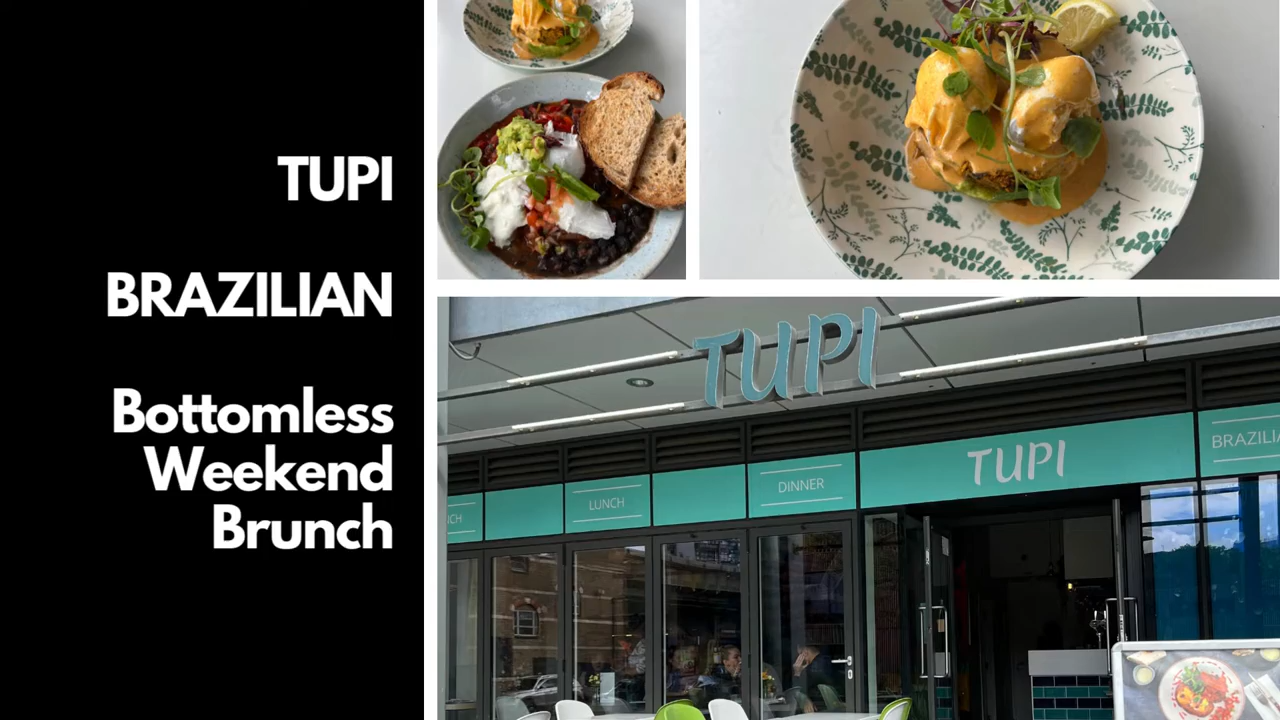 TUPI
BRAZILIAN
Bottomless
Weekend
Brunch
TUPI
LUNCH
DINNER
TUPI